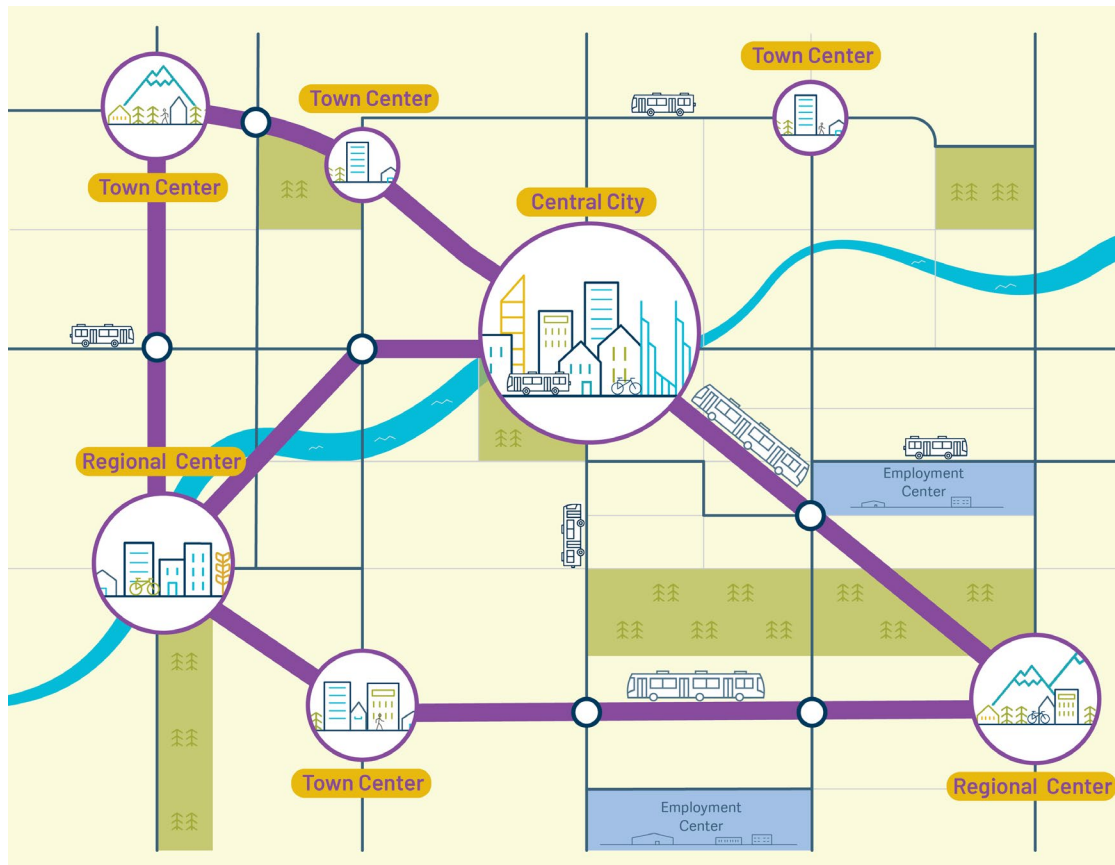 Town Center
Town Center
Town Center
Central City
Regional Center
Employment
Center
Town Center
Regional Center
Employment
Center